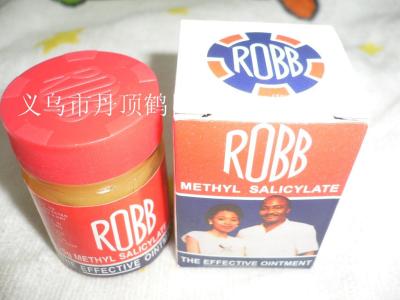 ROBB
义乌市丹顶鹤
ROBB
METHYL SALICYLATE
THE EFFECTIVE OINTMENT
ROBB
METHYL SALICYLATE
THE EFFECTIVE OINTMENT